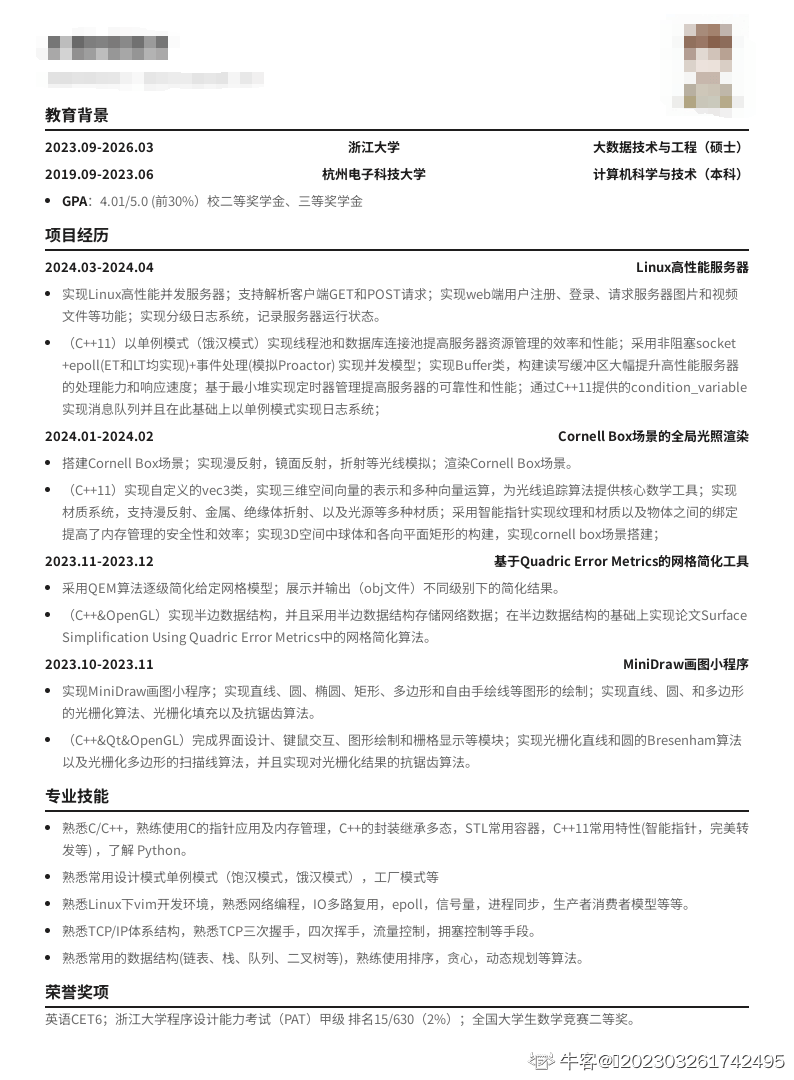 教育背景
2023.09-2026.03 浙江大学 大数据技术与工程（硕士）
2019.09-2023.06 杭州电子科技大学 计算机科学与技术（本科）
GPA：4.01/5.0 (前30%）校二等奖学金、三等奖学金
项目经历
2024.03-2024.04 Linux高性能服务器
实现Linux高性能并发服务器；支持解析客户端GET和POST请求；实现web端用户注册、登录、请求服务器图片和视频
文件等功能；实现分级日志系统，记录服务器运行状态。
（C++11）以单例模式（饿汉模式）实现线程池和数据库连接池提高服务器资源管理的效率和性能；采用非阻塞socket
+epoll(ET和LT均实现)+事件处理(模拟Proactor) 实现并发模型；实现Buffer类，构建读写缓冲区大幅提升高性能服务器
的处理能力和响应速度；基于最小堆实现定时器管理提高服务器的可靠性和性能；通过C++11提供的condition_variable
实现消息队列并且在此基础上以单例模式实现日志系统；
2024.01-2024.02 Cornell Box场景的全局光照渲染
搭建Cornell Box场景；实现漫反射，镜面反射，折射等光线模拟；渲染Cornell Box场景。
（C++11）实现自定义的vec3类，实现三维空间向量的表示和多种向量运算，为光线追踪算法提供核心数学工具；实现
材质系统，支持漫反射、金属、绝缘体折射、以及光源等多种材质；采用智能指针实现纹理和材质以及物体之间的绑定
提高了内存管理的安全性和效率；实现3D空间中球体和各向平面矩形的构建，实现cornell box场景搭建；
2023.11-2023.12 基于Quadric Error Metrics的网格简化工具
采用QEM算法逐级简化给定网格模型；展示并输出（obj文件）不同级别下的简化结果。
（C++&OpenGL）实现半边数据结构，并且采用半边数据结构存储网络数据；在半边数据结构的基础上实现论文Surface
Simplification Using Quadric Error Metrics中的网格简化算法。
2023.10-2023.11 MiniDraw画图小程序
实现MiniDraw画图小程序；实现直线、圆、椭圆、矩形、多边形和自由手绘线等图形的绘制；实现直线、圆、和多边形
的光栅化算法、光栅化填充以及抗锯齿算法。
（C++&Qt&OpenGL）完成界面设计、键鼠交互、图形绘制和栅格显示等模块；实现光栅化直线和圆的Bresenham算法
以及光栅化多边形的扫描线算法，并且实现对光栅化结果的抗锯齿算法。
专业技能
熟悉C/C++，熟练使用C的指针应用及内存管理，C++的封装继承多态，STL常用容器，C++11常用特性(智能指针，完美转
发等) ，了解 Python。
熟悉常用设计模式单例模式（饱汉模式，饿汉模式），工厂模式等
熟悉Linux下vim开发环境，熟悉网络编程，IO多路复用，epoll，信号量，进程同步，生产者消费者模型等等。
熟悉TCP/IP体系结构，熟悉TCP三次握手，四次挥手，流量控制，拥塞控制等手段。
熟悉常用的数据结构(链表、栈、队列、二叉树等)，熟练使用排序，贪心，动态规划等算法。
荣誉奖项
英语CET6；浙江大学程序设计能力考试（PAT）甲级 排名15/630（2%）；全国大学生数学竞赛二等奖。
牛客@202303261742495